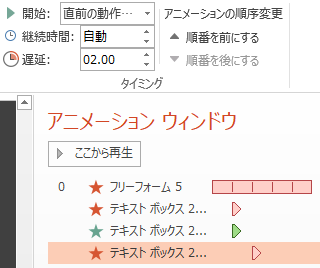 開始: 直前の動作… アニメーションの順序変更
継続時間: 自動 順番を前にする
遅延: 02.00 順番を後にする
タイミング
アニメーション ウィンドウ
ここから再生
0 フリーフォーム 5
テキスト ボックス 2...
テキスト ボックス 2...
テキスト ボックス 2...